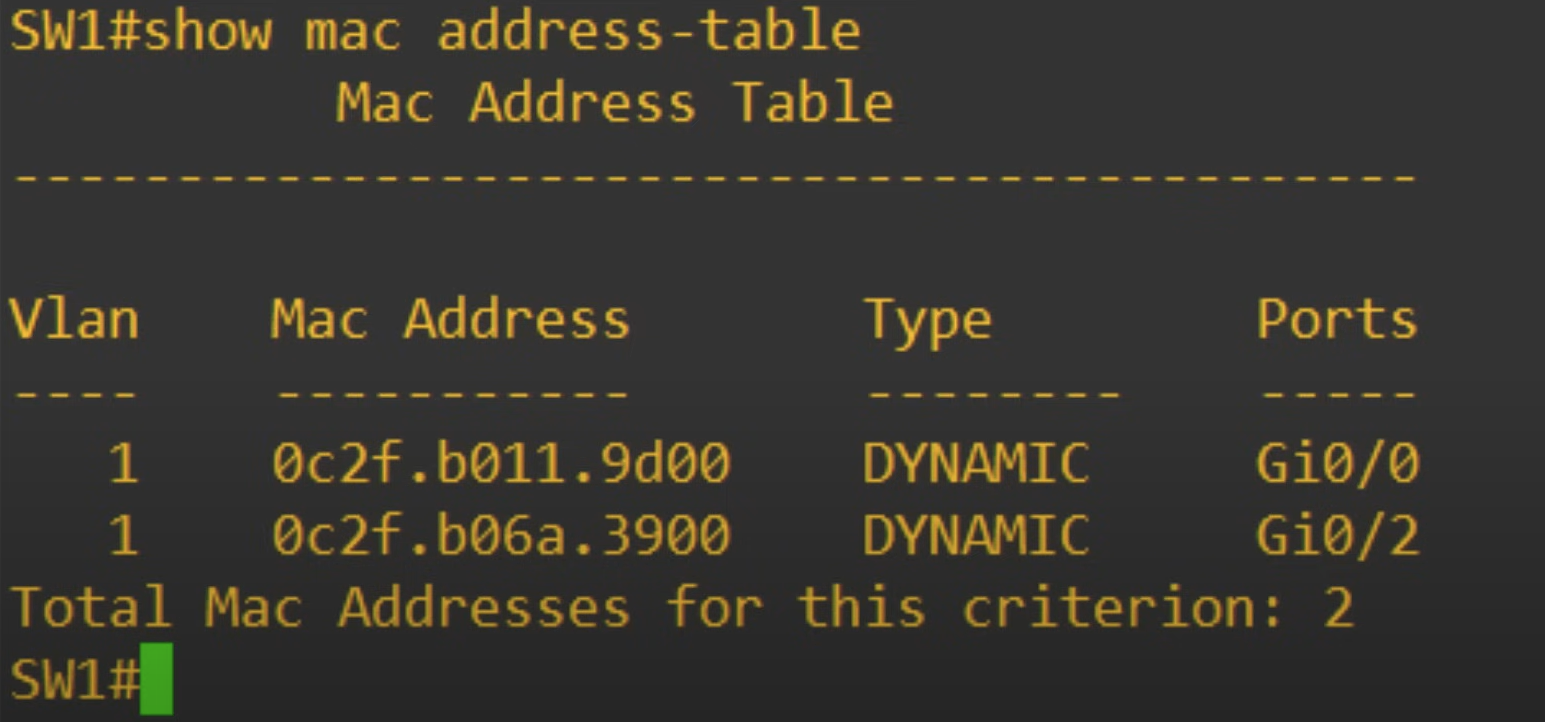 SW1#show mac address-table
Mac Address Table
-------------------------------------------
Vlan    Mac Address       Type        Ports
----    -----------       --------    -----
1    0c2f.b011.9d00    DYNAMIC     Gi0/0
1    0c2f.b06a.3900    DYNAMIC     Gi0/2
Total Mac Addresses for this criterion: 2
SW1#